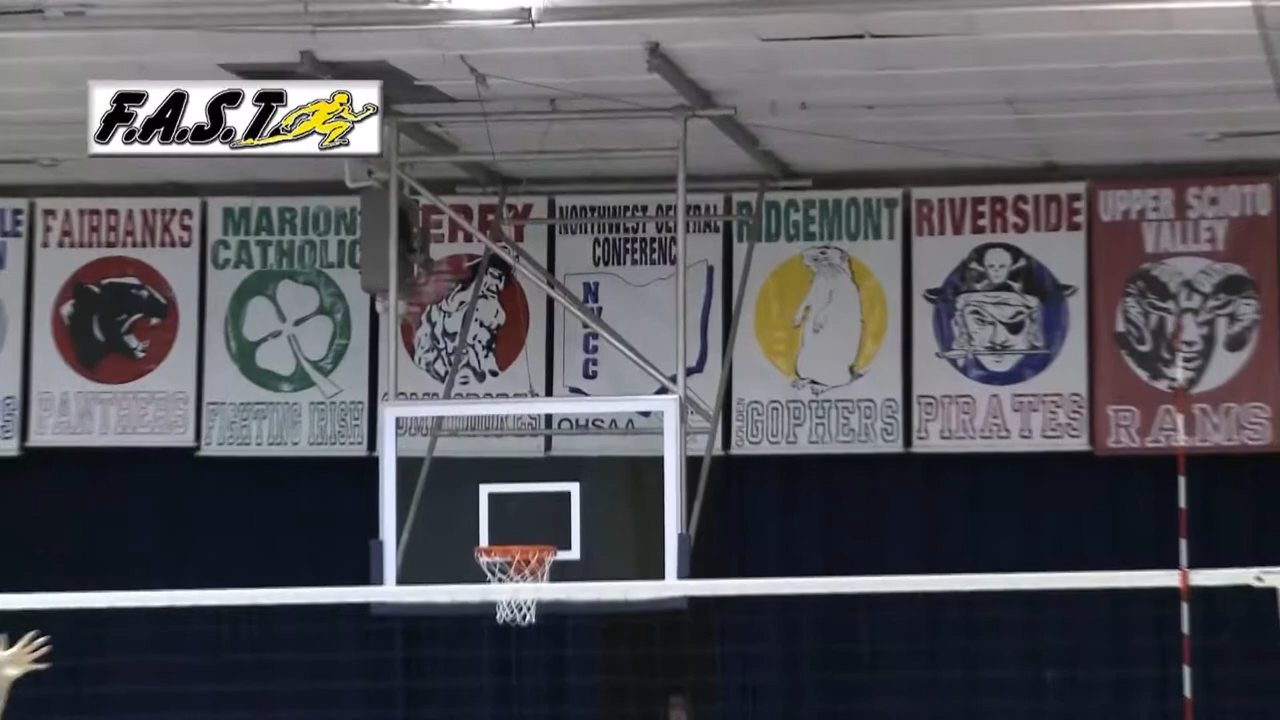 F.A.S.T.
FAIRBANKS
PANTHERS
MARION
CATHOLIC
FIGHTING IRISH
NORTHWEST CENTRAL
CONFERENCE
NWCC
OHSAA
RIDGEMONT
GOLDEN
GOPHERS
RIVERSIDE
PIRATES
UPPER SCIOTO
VALLEY
RAMS